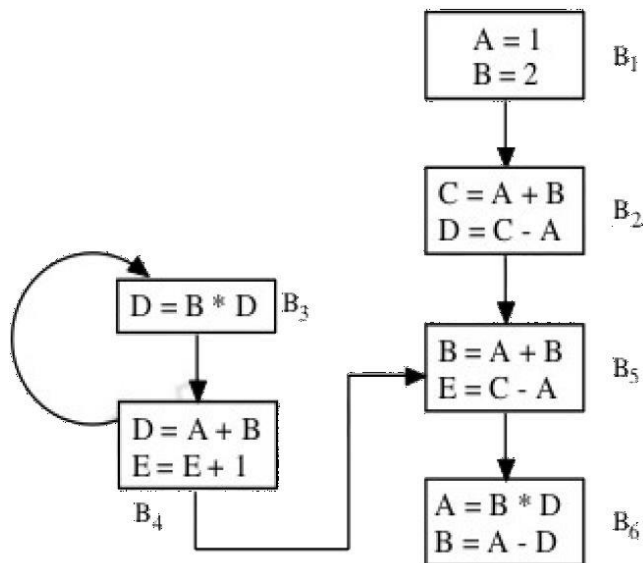 A = 1
B = 2
B1
C = A + B
D = C - A
B2
D = B * D
B3
B = A + B
E = C - A
B5
D = A + B
E = E + 1
B4
A = B * D
B = A - D
B6